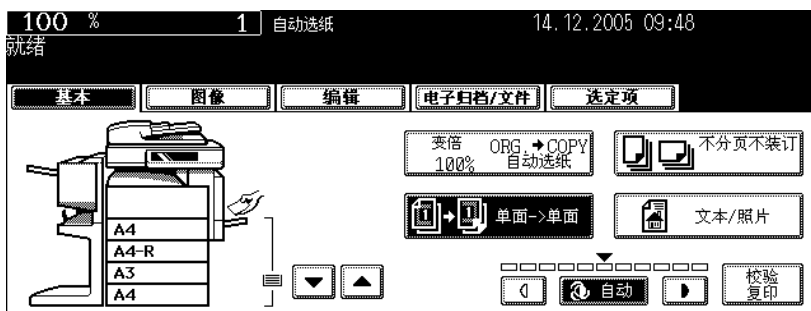 100 % 1 自动选纸 14.12.2005 09:48
就绪
基本 图像 编辑 电子归档/文件 选定项
变倍 ORG.➔COPY 不分页不装订
100% 自动选纸
1➔1 单面->单面 文本/照片
A4
A4-R
A3
A4
自动 校验
复印